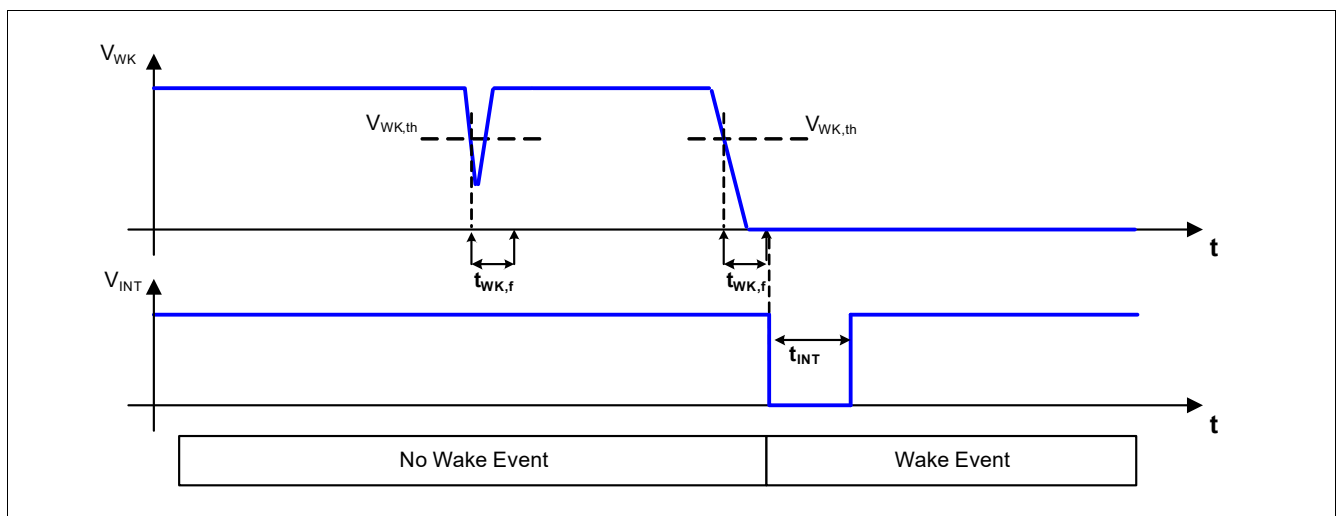 VWK
VWK,th
VWK,th
t
tWK,f
tWK,f
VINT
tINT
t
No Wake Event
Wake Event